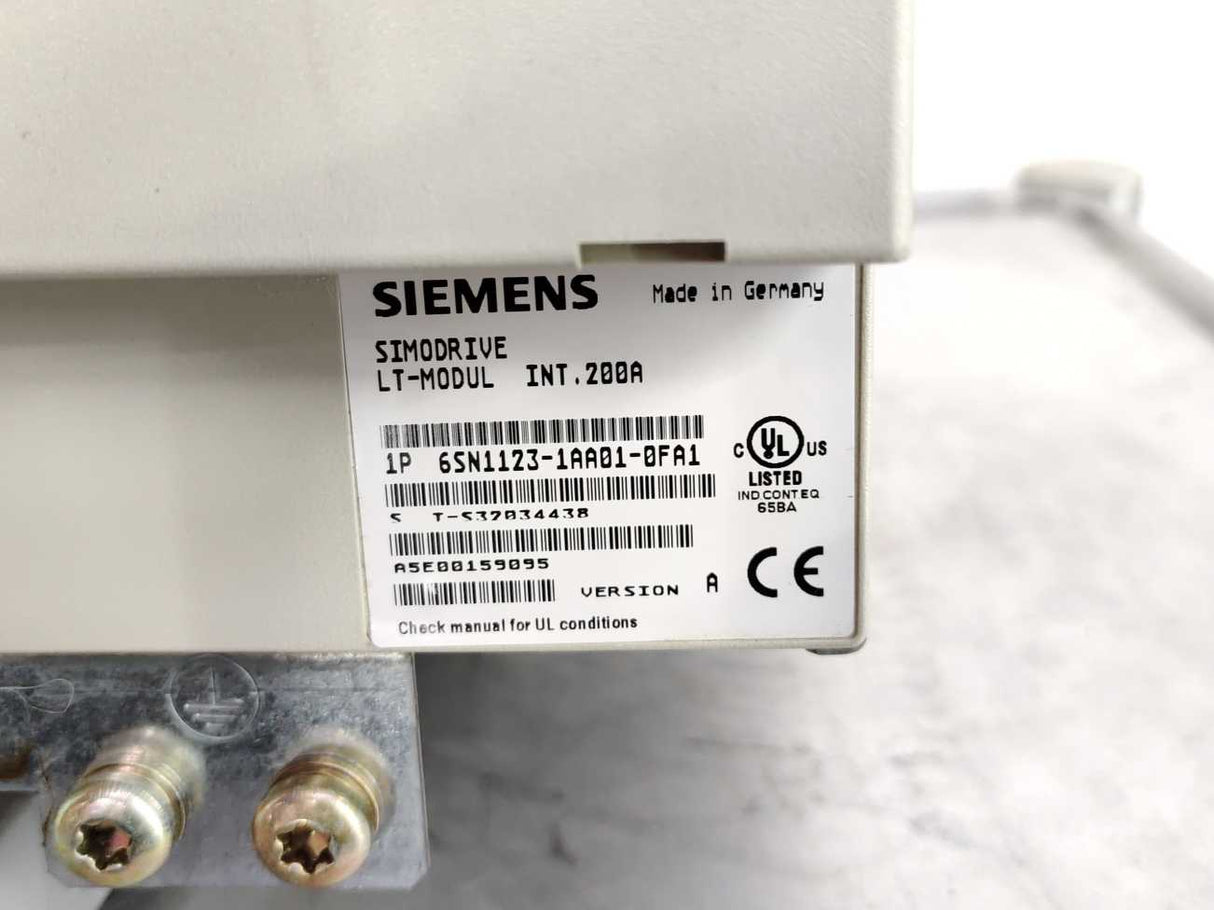 SIEMENS Made in Germany
SIMODRIVE
LT-MODUL INT.200A
1P 6SN1123-1AA01-0FA1
C UL US
LISTED
IND CONT EQ
65BA
S T-S32034438
A5E00159095
VERSION A
CE
Check manual for UL conditions